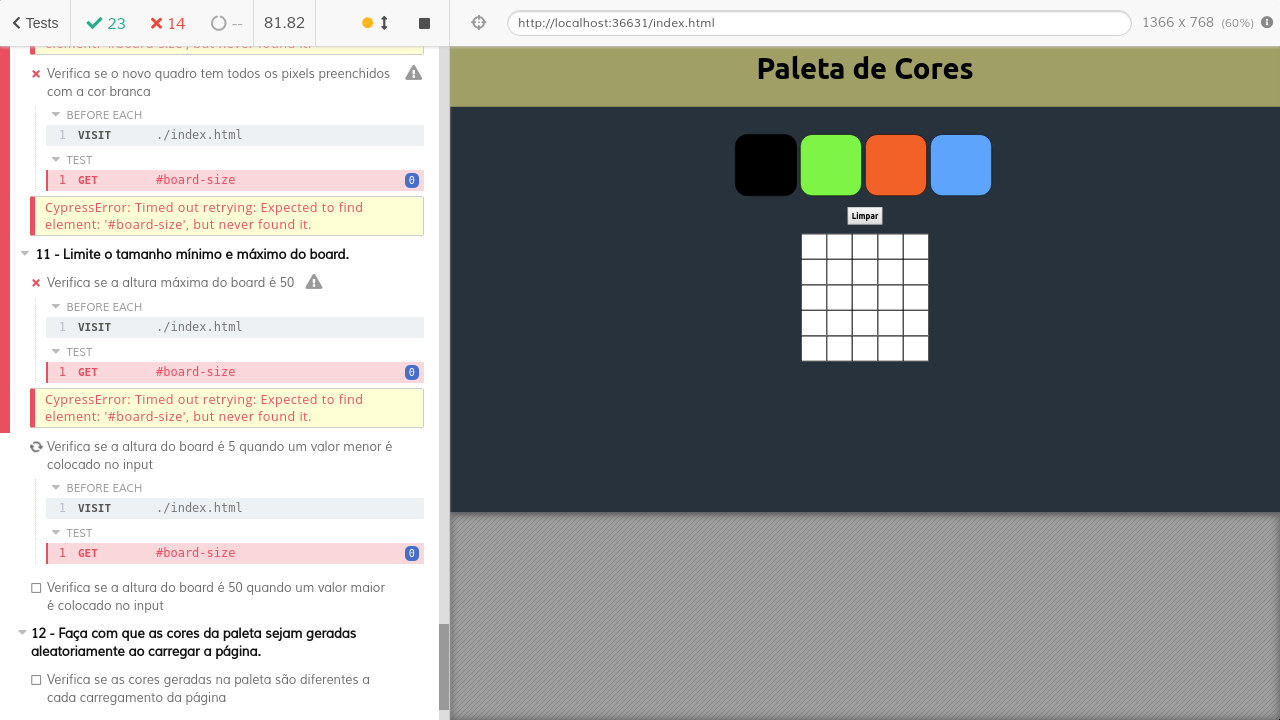 Tests
23
14
--
81.82
http://localhost:36631/index.html
1366 x 768 (60%)
element: '#board-size', but never found it.
Verifica se o novo quadro tem todos os pixels preenchidos
com a cor branca
BEFORE EACH
1 VISIT ./index.html
TEST
1 GET #board-size 0
CypressError: Timed out retrying: Expected to find
element: '#board-size', but never found it.
11 - Limite o tamanho mínimo e máximo do board.
Verifica se a altura máxima do board é 50
BEFORE EACH
1 VISIT ./index.html
TEST
1 GET #board-size 0
CypressError: Timed out retrying: Expected to find
element: '#board-size', but never found it.
Verifica se a altura do board é 5 quando um valor menor é
colocado no input
BEFORE EACH
1 VISIT ./index.html
TEST
1 GET #board-size 0
Verifica se a altura do board é 50 quando um valor maior
é colocado no input
12 - Faça com que as cores da paleta sejam geradas
aleatoriamente ao carregar a página.
Verifica se as cores geradas na paleta são diferentes a
cada carregamento da página
Paleta de Cores
Limpar